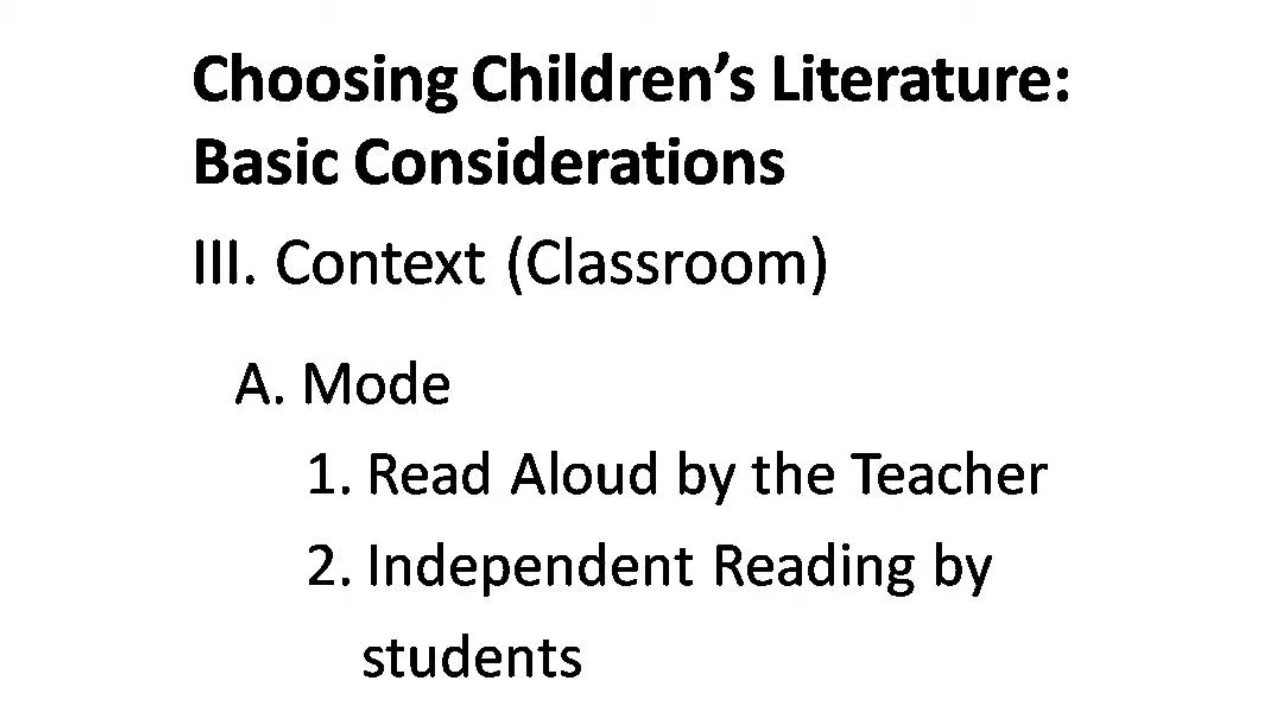 Choosing Children’s Literature:
Basic Considerations
III. Context (Classroom)
A. Mode
1. Read Aloud by the Teacher
2. Independent Reading by
students